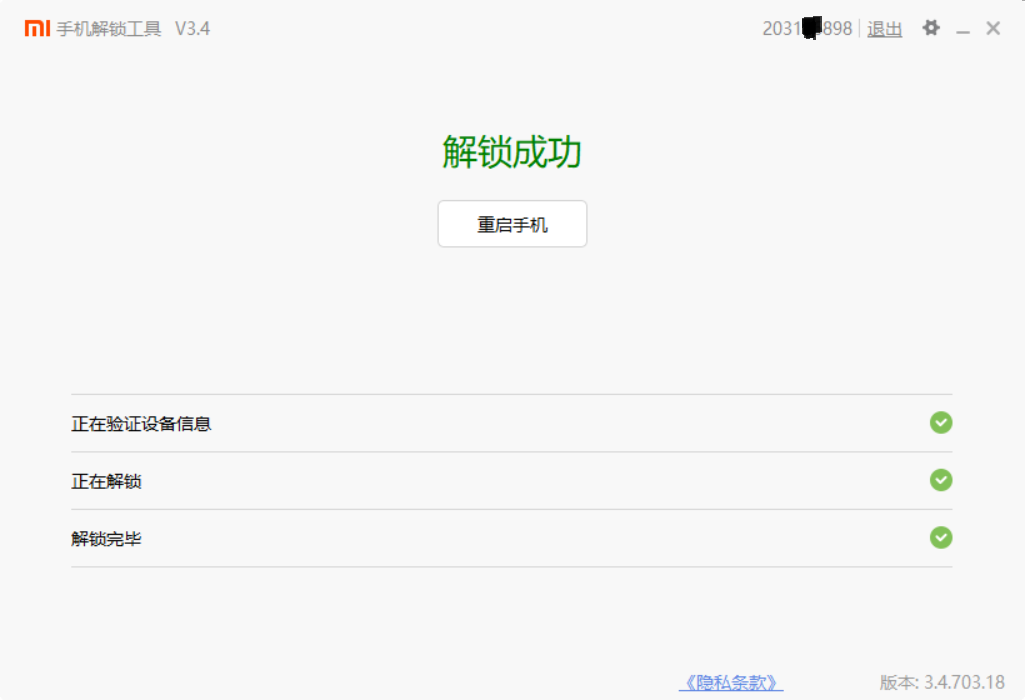 mi 手机解锁工具 V3.4
2031 898 退出
解锁成功
重启手机
正在验证设备信息
正在解锁
解锁完毕
《隐私条款》 版本: 3.4.703.18